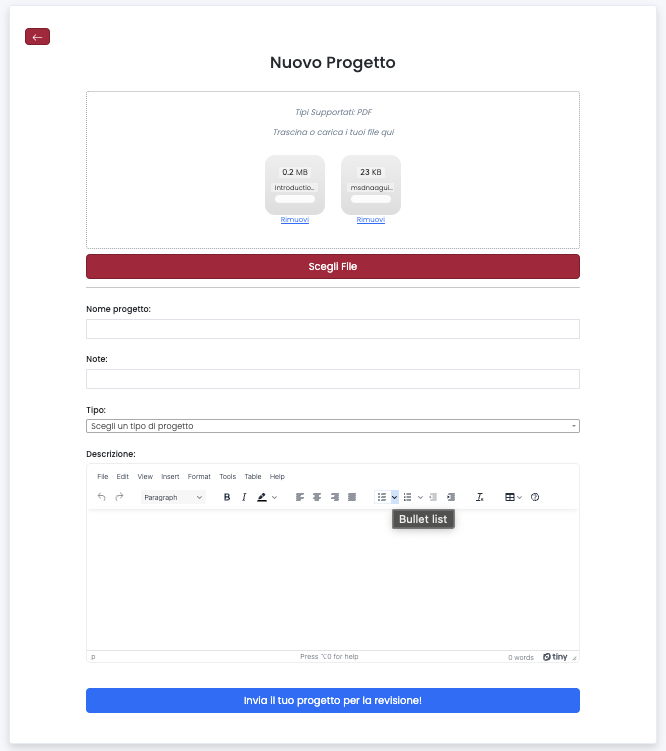 Nuovo Progetto
Tipi Supportati: PDF
Trascina o carica i tuoi file qui
0.2 MB
23 KB
Introductio...
msdnaagui...
Rimuovi
Rimuovi
Scegli File
Nome progetto:
Note:
Tipo:
Scegli un tipo di progetto
Descrizione:
File Edit View Insert Format Tools Table Help
Paragraph
B I
Bullet list
p
Press ⌥0 for help
0 words
tiny
Invia il tuo progetto per la revisione!